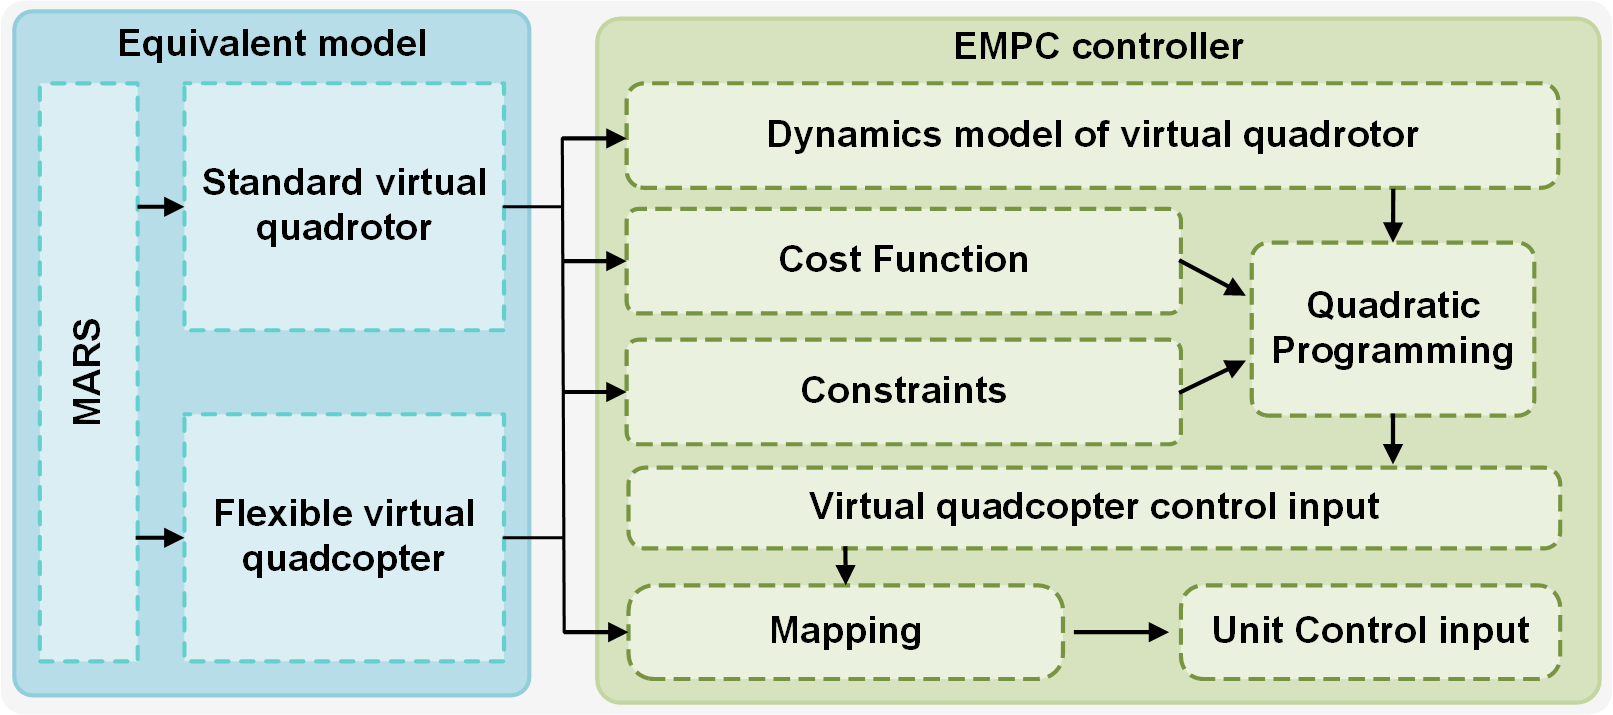 Equivalent model
MARS
Standard virtual
quadrotor
Flexible virtual
quadcopter
EMPC controller
Dynamics model of virtual quadrotor
Cost Function
Constraints
Quadratic
Programming
Virtual quadcopter control input
Mapping
Unit Control input